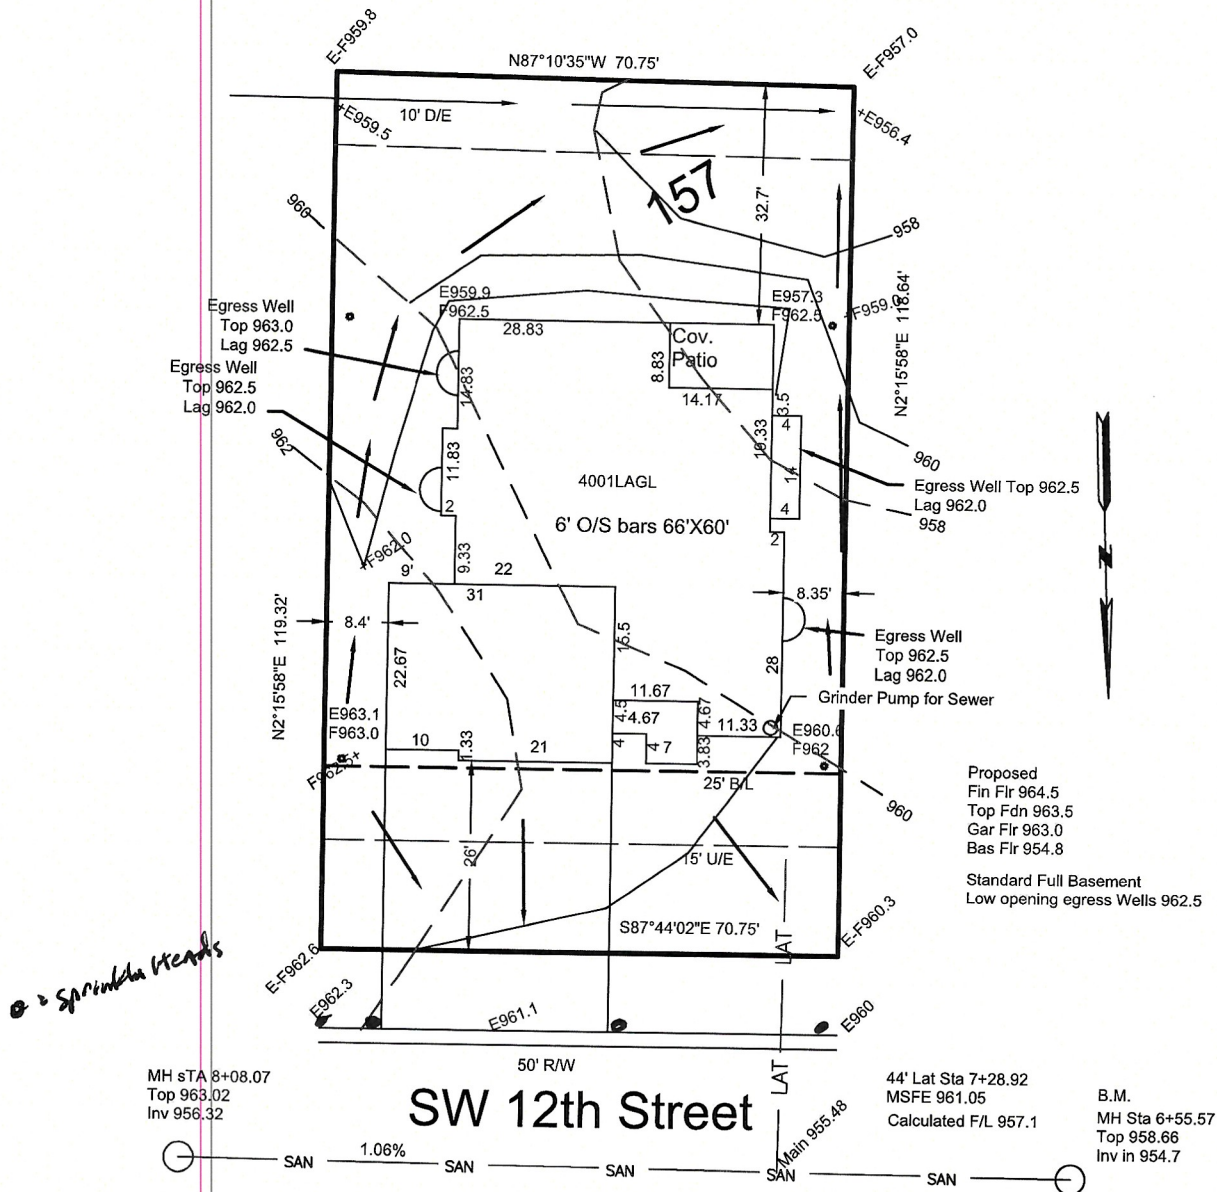 E-F959.8
N87°10'35"W 70.75'
E-F957.0
10' D/E
+E959.5
+E956.4
157
32.7'
960
958
Egress Well
Top 963.0
Lag 962.5
E959.9
F962.5
E957.3
F962.5
N2°15'58"E 118.64'
28.83
Cov.
Patio
8.83
14.17
14.83
Egress Well
Top 962.5
Lag 962.0
962
11.83
2
3.5
4
19.33
14
4
2
4001LAGL
6' O/S bars 66'X60'
960
Egress Well Top 962.5
Lag 962.0
958
+F962.0
9'
9.33
22
31
N2°15'58"E 119.32'
8.4'
8.35'
22.67
15.5
28
Egress Well
Top 962.5
Lag 962.0
Grinder Pump for Sewer
11.67
4.5
4.67
4.67
11.33
E963.1
F963.0
10
1.33
21
4
4
7
3.83
E960.6
F962
F962.5+
25' B/L
960
Proposed
Fin Flr 964.5
Top Fdn 963.5
Gar Flr 963.0
Bas Flr 954.8
Standard Full Basement
Low opening egress Wells 962.5
26'
15' U/E
S87°44'02"E 70.75'
LAT
E-F960.3
E-F962.6
= Sprinkler Heads
E962.3
E961.1
E960
50' R/W
SW 12th Street
LAT
MH sTA 8+08.07
Top 963.02
Inv 956.32
44' Lat Sta 7+28.92
MSFE 961.05
Calculated F/L 957.1
B.M.
MH Sta 6+55.57
Top 958.66
Inv in 954.7
Main 955.48
1.06%
SAN
SAN
SAN
SAN
SAN
N